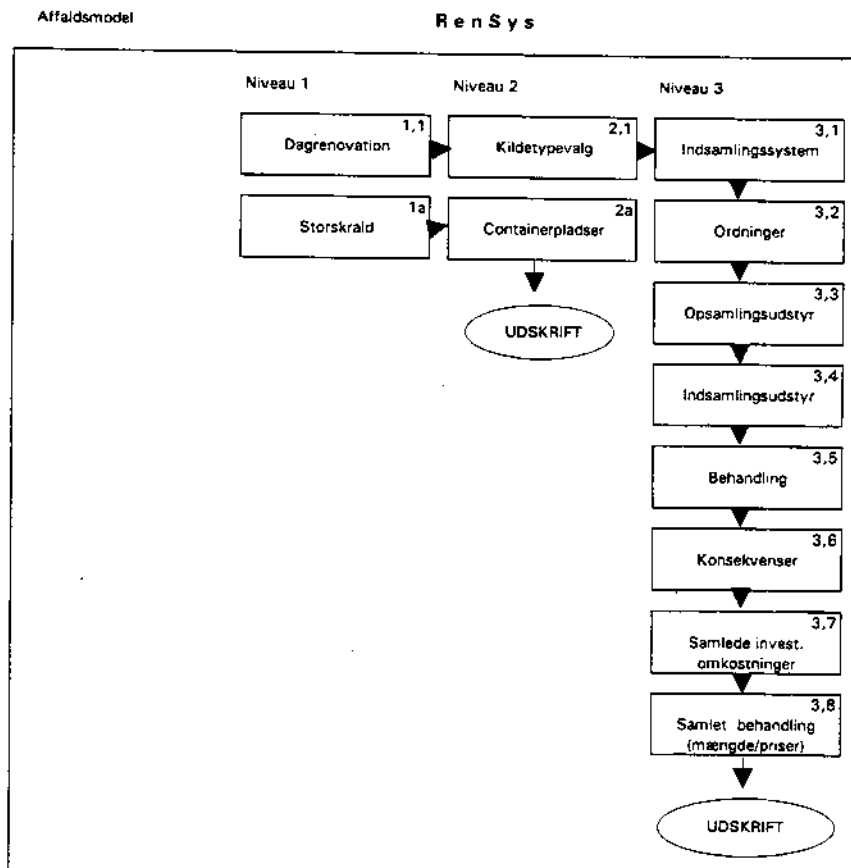 Affaldsmodel
RenSys
Niveau 1
Niveau 2
Niveau 3
1,1
Dagrenovation
2,1
Kildetypevalg
3,1
Indsamlingssystem
1a
Storskrald
2a
Containerpladser
3,2
Ordninger
UDSKRIFT
3,3
Opsamlingsudstyr
3,4
Indsamlingsudstyr
3,5
Behandling
3,6
Konsekvenser
3,7
Samlede invest.
omkostninger
3,8
Samlet behandling
(mængde/priser)
UDSKRIFT